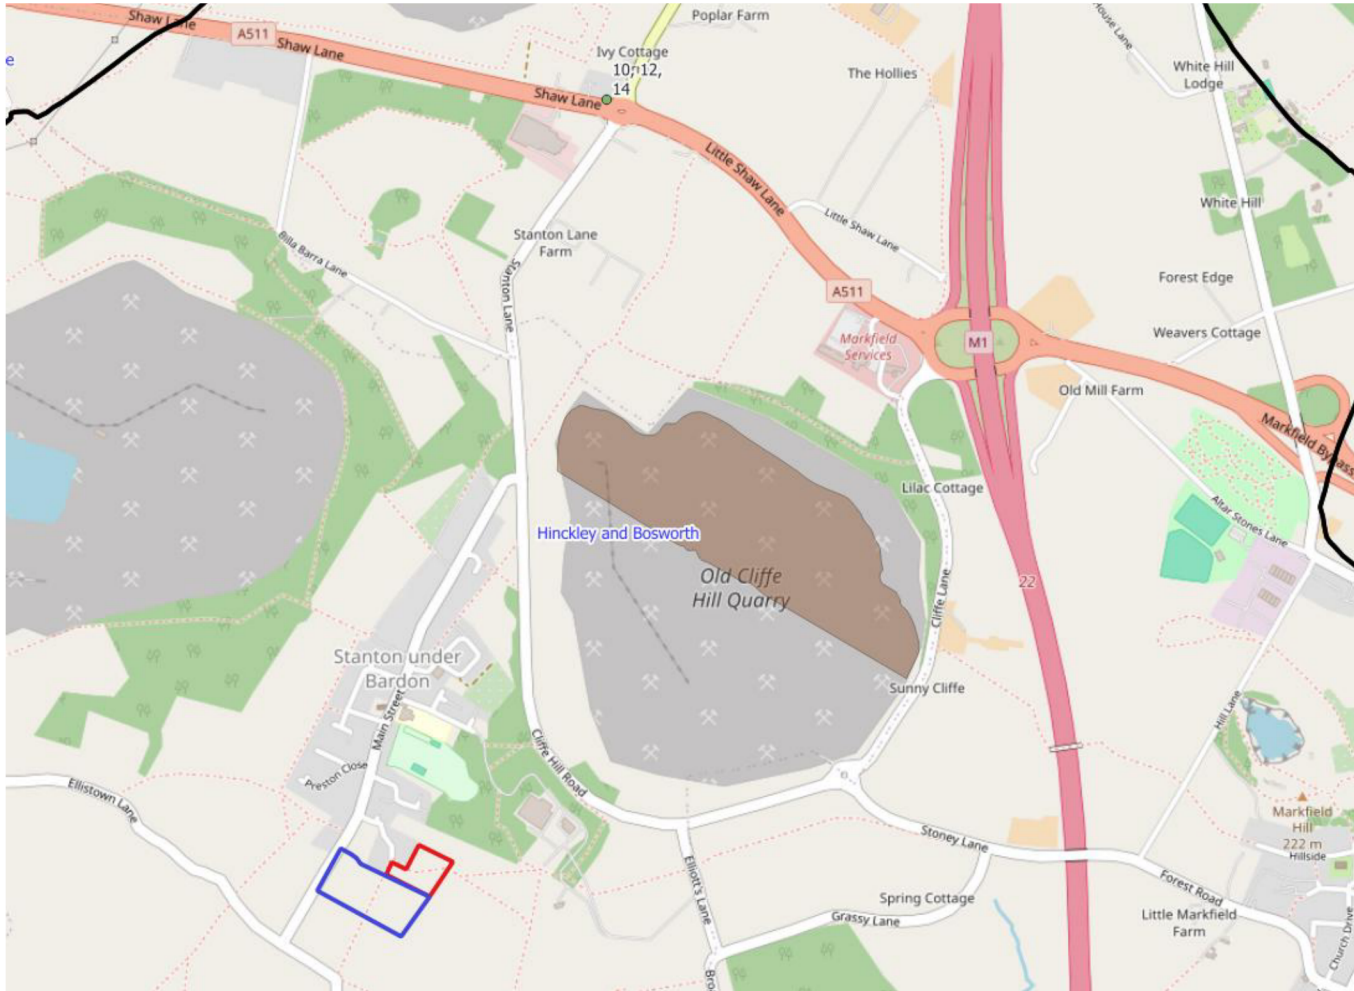 Shaw Lane
A511
Shaw Lane
Poplar Farm
House Lane
Ivy Cottage
10, 12,
14
Shaw Lane
The Hollies
White Hill
Lodge
e
Little Shaw Lane
Little Shaw Lane
White Hill
Billa Barra Lane
Stanton Lane
Farm
Stanton Lane
A511
Forest Edge
Weavers Cottage
Markfield
Services
M1
Old Mill Farm
Markfield Bypass
Lilac Cottage
Altar Stones Lane
Hinckley and Bosworth
Old Cliffe
Hill Quarry
22
Cliffe Lane
Stanton under
Bardon
Main Street
Sunny Cliffe
Hill Lane
Preston Close
Cliffe Hill Road
Ellistown Lane
Stoney Lane
Markfield
Hill
222 m
Hillside
Elliott's Lane
Spring Cottage
Grassy Lane
Forest Road
Little Markfield
Farm
Church Drive
Bro